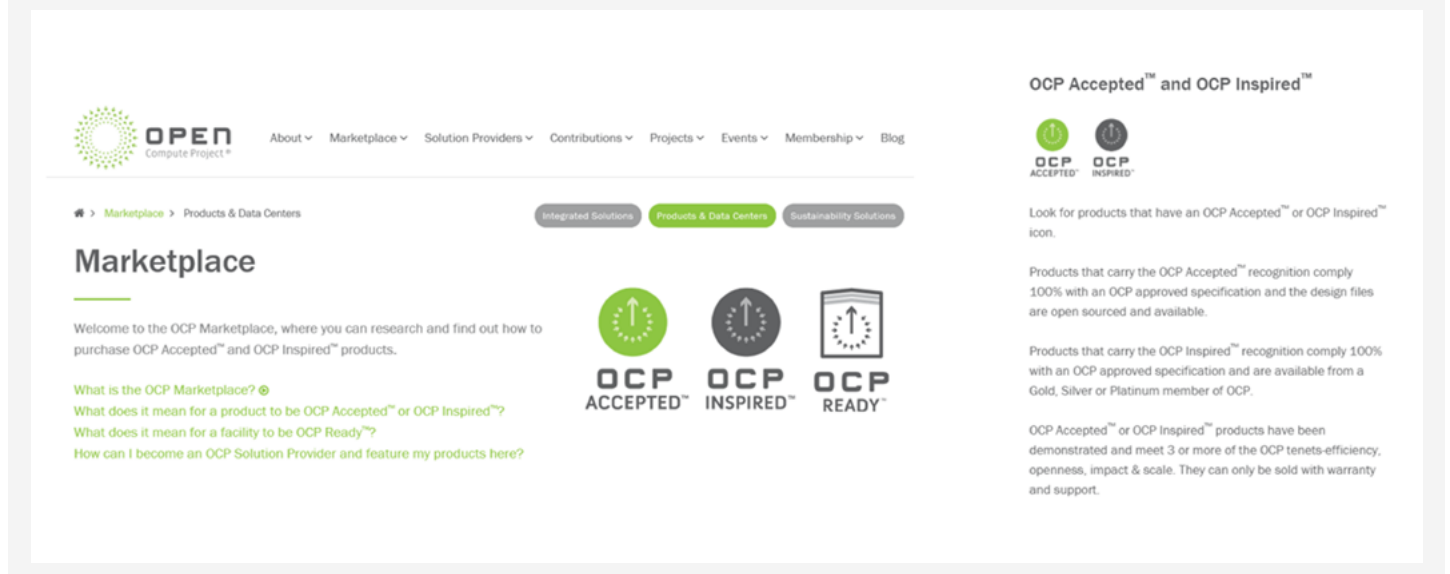 OPEN
Compute Project®
About Marketplace Solution Providers Contributions Projects Events Membership Blog
> Marketplace > Products & Data Centers
Integrated Solutions
Products & Data Centers
Sustainability Solutions
Marketplace
Welcome to the OCP Marketplace, where you can research and find out how to
purchase OCP Accepted™ and OCP Inspired™ products.
What is the OCP Marketplace?
What does it mean for a product to be OCP Accepted™ or OCP Inspired™?
What does it mean for a facility to be OCP Ready™?
How can I become an OCP Solution Provider and feature my products here?
OCP
ACCEPTED™
OCP
INSPIRED™
OCP
READY™
OCP Accepted™ and OCP Inspired™
OCP
ACCEPTED™
OCP
INSPIRED™
Look for products that have an OCP Accepted™ or OCP Inspired™
icon.
Products that carry the OCP Accepted™ recognition comply
100% with an OCP approved specification and the design files
are open sourced and available.
Products that carry the OCP Inspired™ recognition comply 100%
with an OCP approved specification and are available from a
Gold, Silver or Platinum member of OCP.
OCP Accepted™ or OCP Inspired™ products have been
demonstrated and meet 3 or more of the OCP tenets-efficiency,
openness, impact & scale. They can only be sold with warranty
and support.